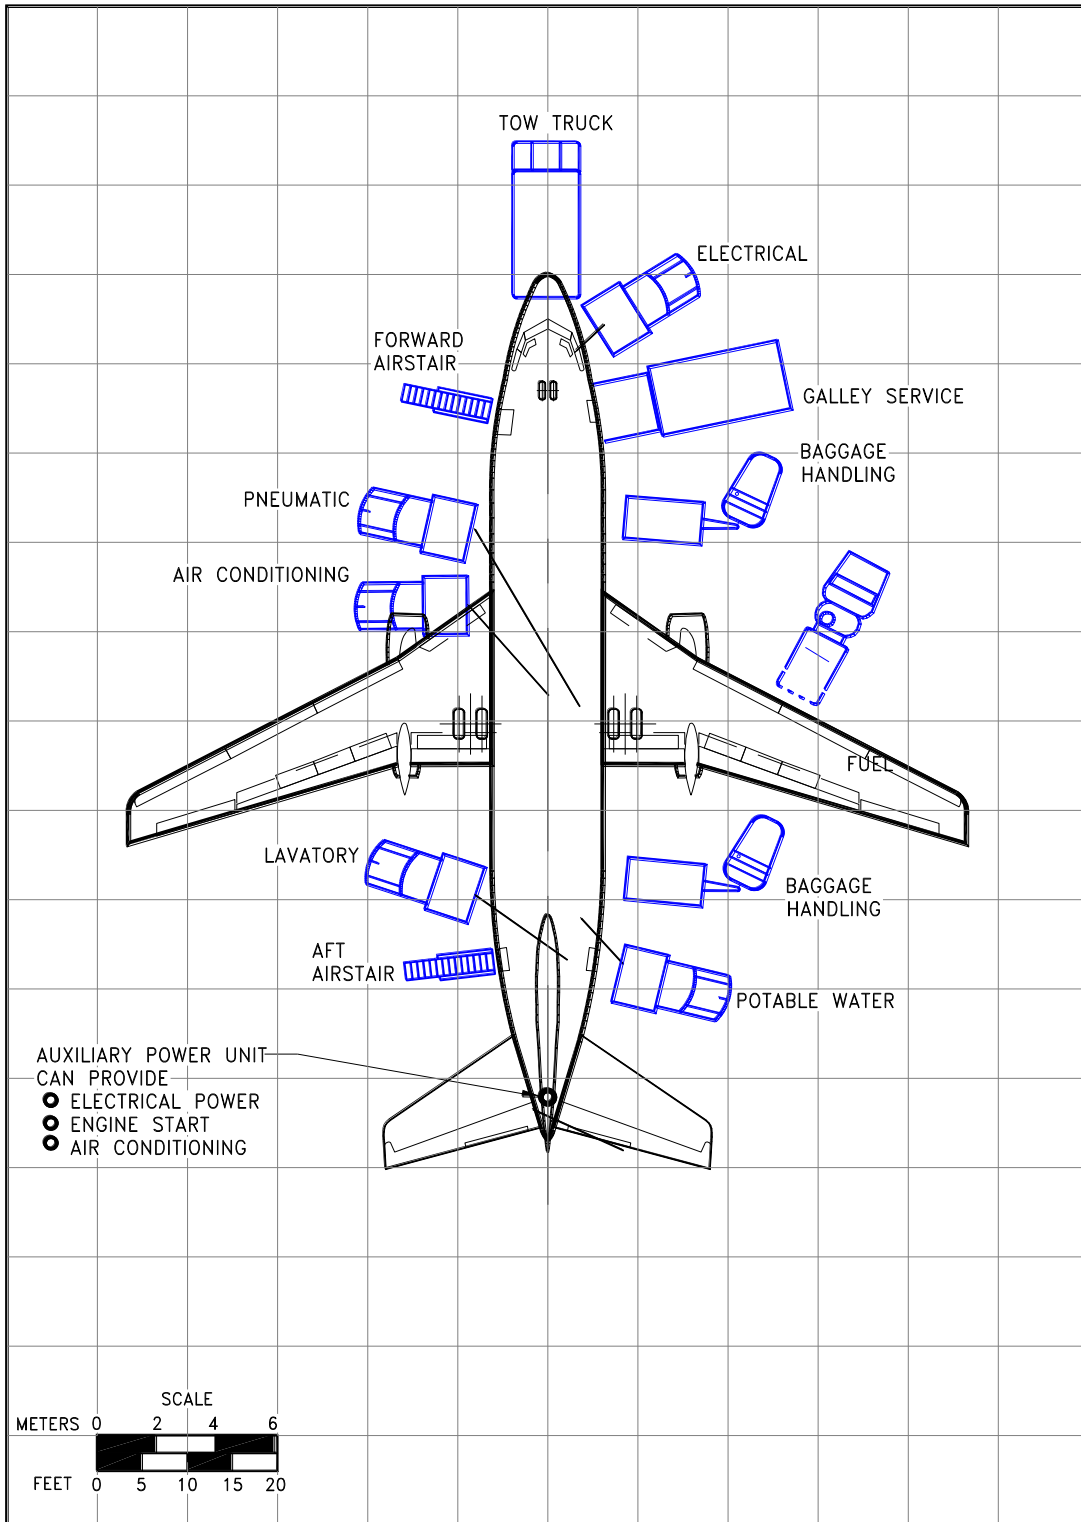 TOW TRUCK
ELECTRICAL
FORWARD
AIRSTAIR
GALLEY SERVICE
BAGGAGE
HANDLING
PNEUMATIC
AIR CONDITIONING
FUEL
LAVATORY
BAGGAGE
HANDLING
AFT
AIRSTAIR
POTABLE WATER
AUXILIARY POWER UNIT
CAN PROVIDE
ELECTRICAL POWER
ENGINE START
AIR CONDITIONING
SCALE
METERS 0 2 4 6
FEET 0 5 10 15 20